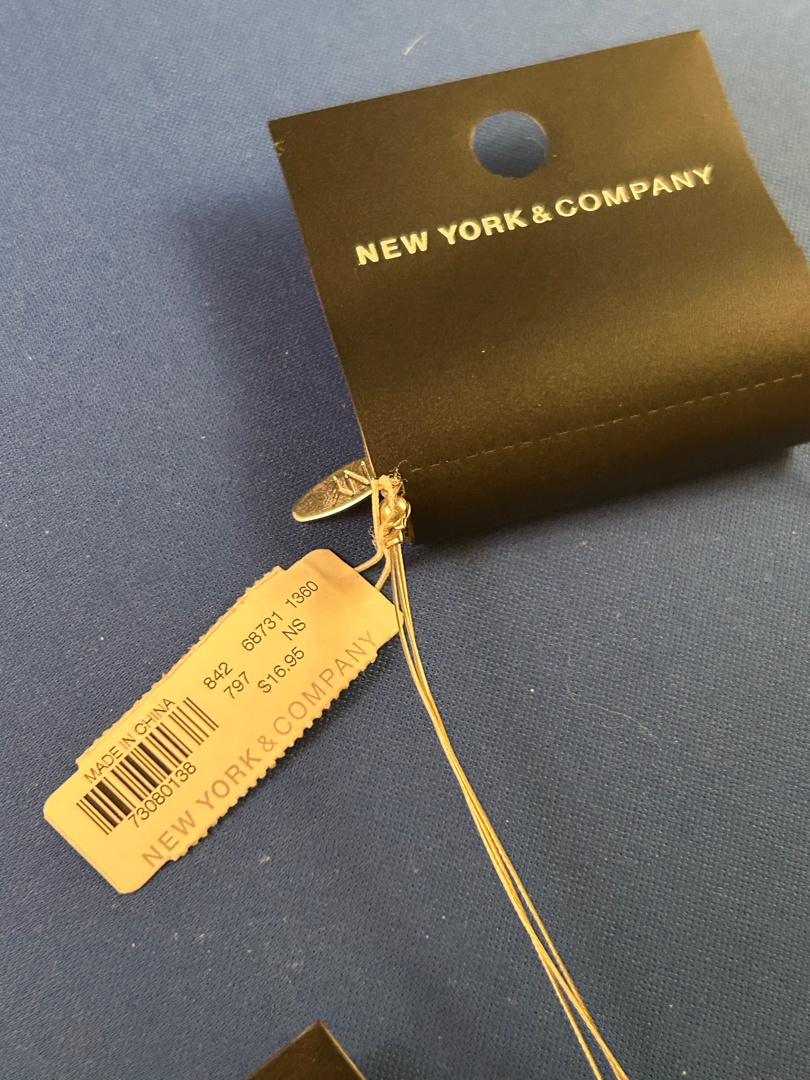 NEW YORK & COMPANY
842 68731 1360
797 NS
$16.95
MADE IN CHINA
73080138
NEW YORK & COMPANY